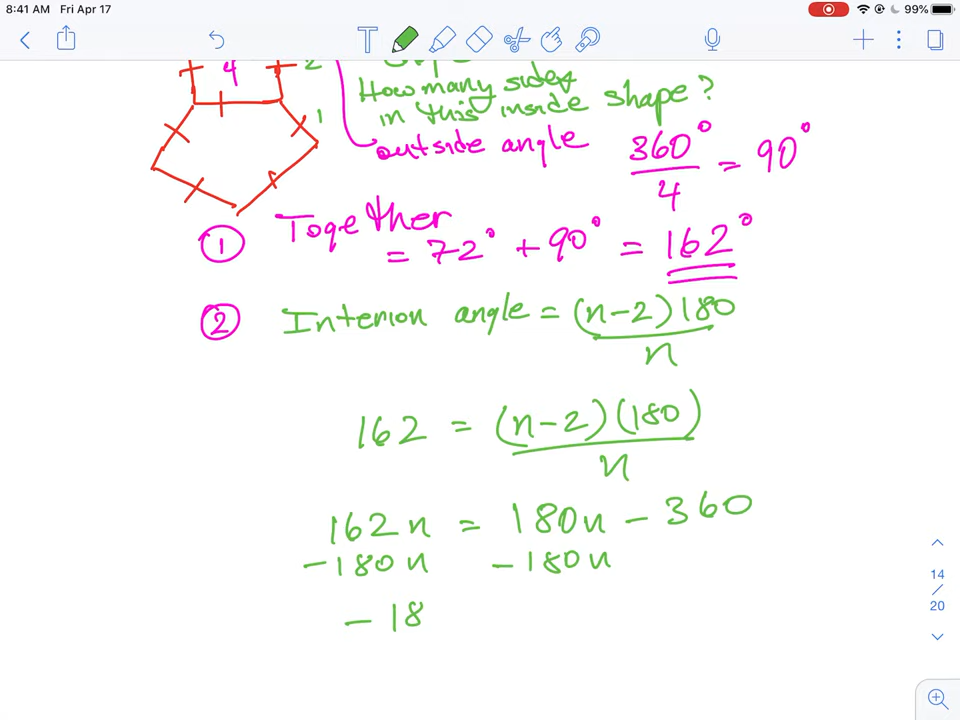 8:41 AM Fri Apr 17 99%
4 2
How many sides
1 in this inside shape?
outside angle 360°/4 = 90°
1 Together
= 72° + 90° = 162°
2 Interion angle = (n-2)180/n
162 = (n-2)(180)/n
162n = 180n - 360
-180n -180n
- 18
14
/
20